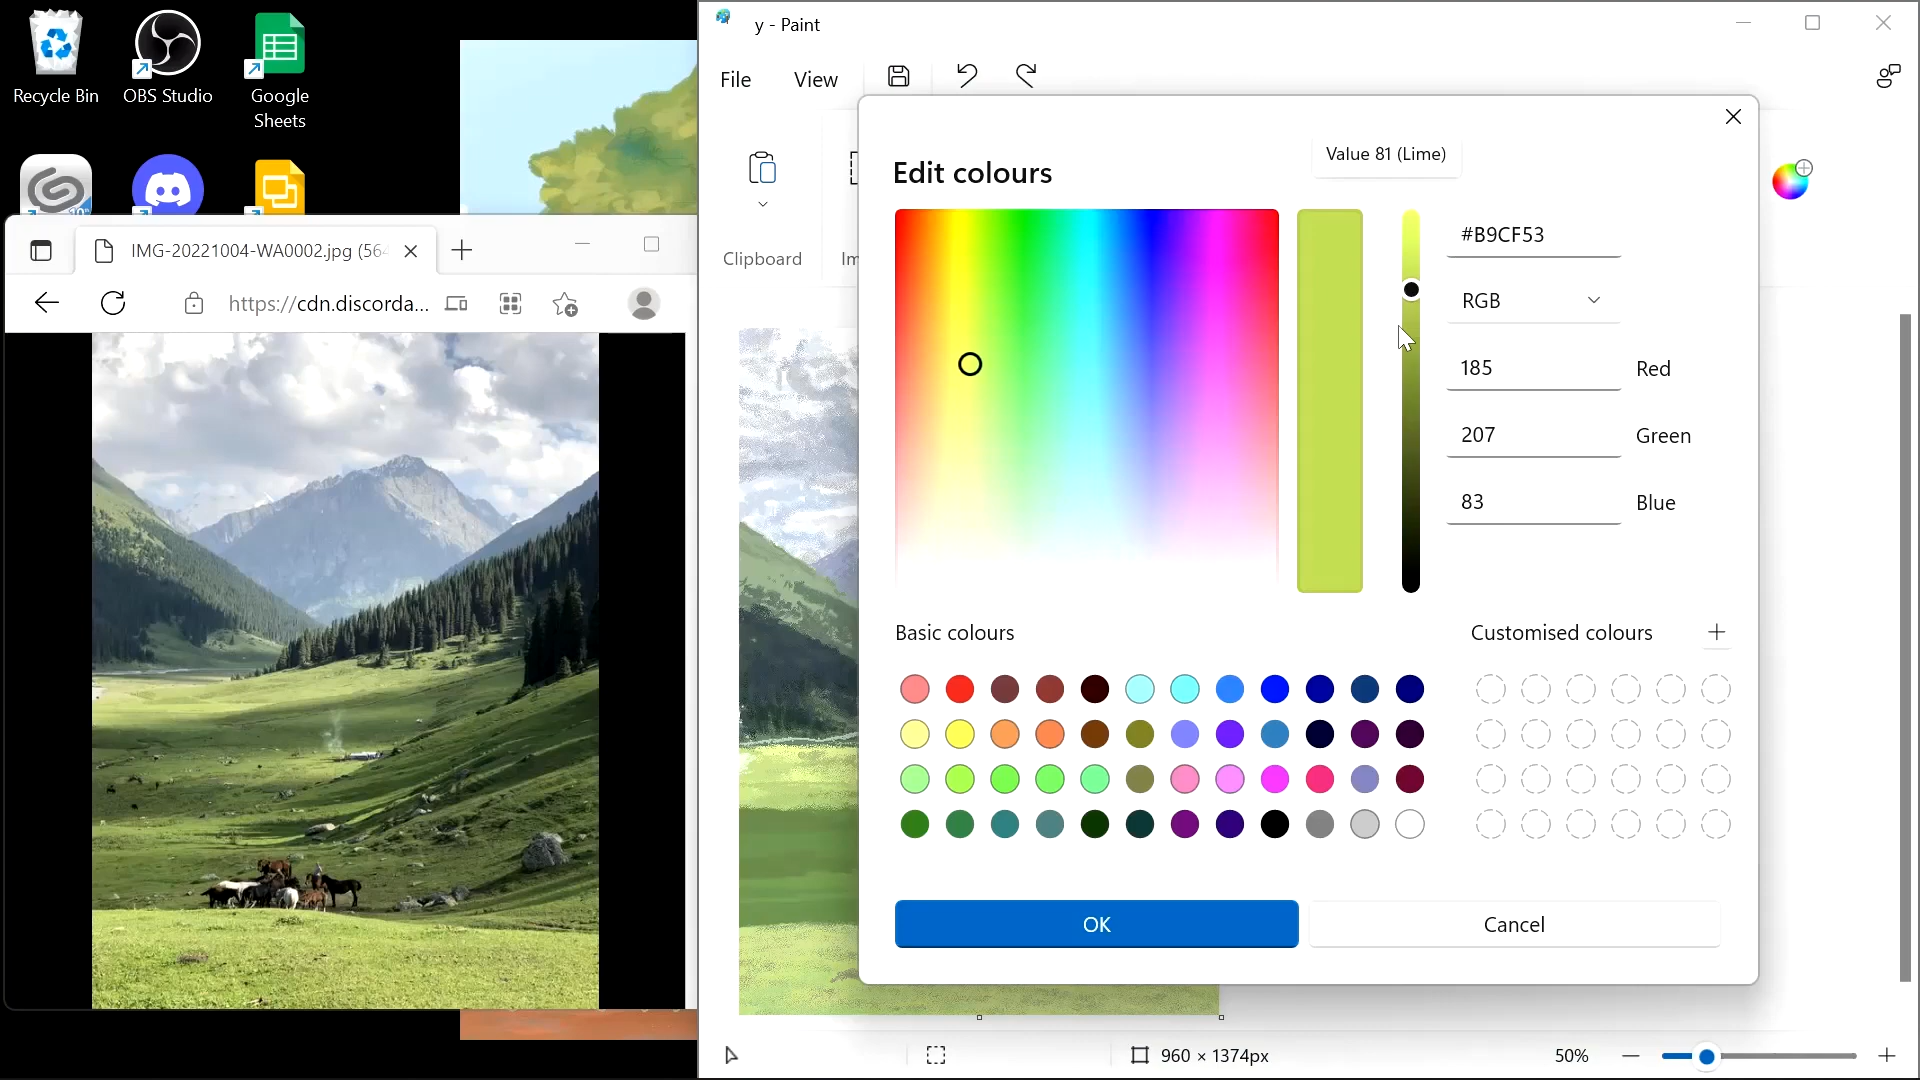 Recycle Bin
OBS Studio
Google
Sheets
IMG-20221004-WA0002.jpg (564
https://cdn.discorda...
y - Paint
File
View
Clipboard
Im
Value 81 (Lime)
Edit colours
#B9CF53
RGB
185
Red
207
Green
83
Blue
Basic colours
Customised colours
OK
Cancel
960 × 1374px
50%